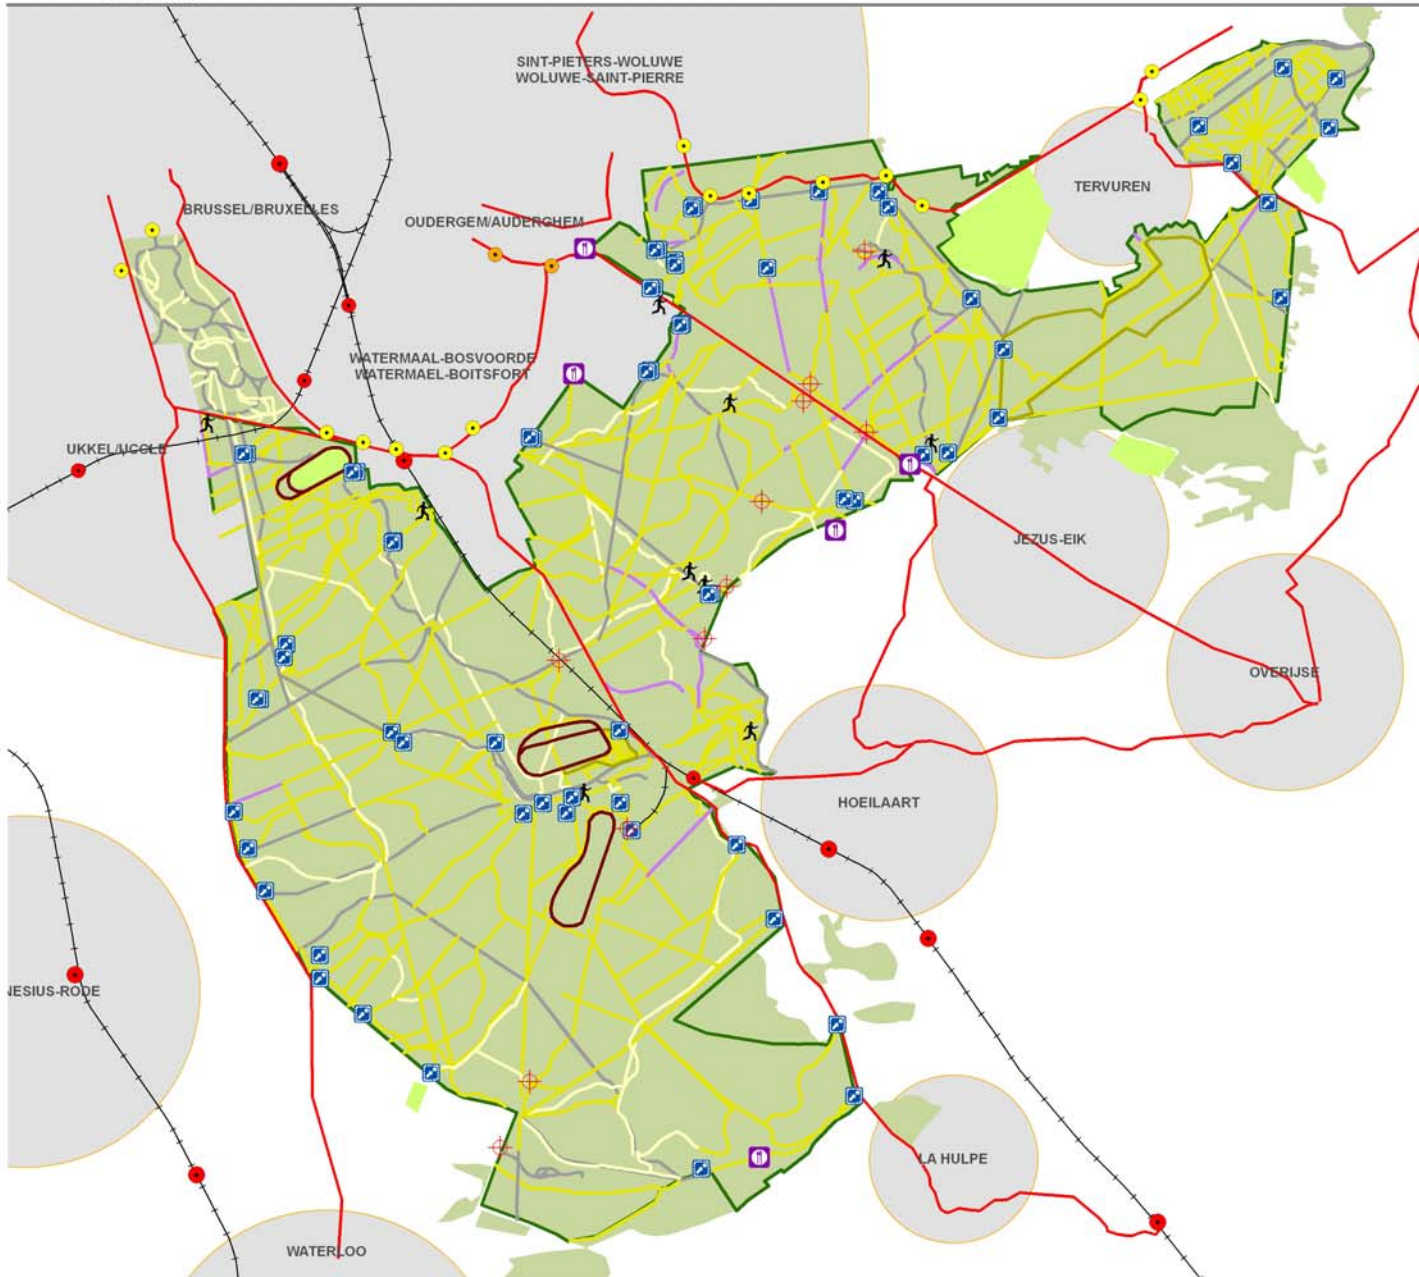 SINT-PIETERS-WOLUWE
WOLUWE-SAINT-PIERRE
TERVUREN
BRUSSEL/BRUXELLES
OUDERGEM/AUDERGHEM
WATERMAAL-BOSVOORDE
WATERMAEL-BOITSFORT
UKKEL/UCCLE
JEZUS-EIK
OVERIJSE
HOEILAART
NESIUS-RODE
LA HULPE
WATERLOO